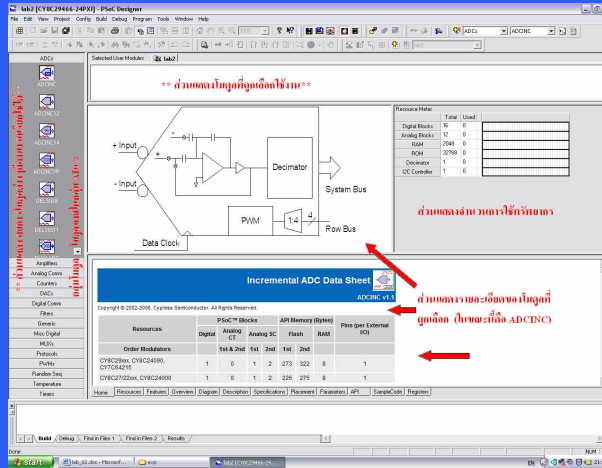 lab2 [CY8C29466-24PXI] - PSoC Designer
File Edit View Project Config Build Debug Program Tools Window Help
ADCs ADCINC
ADCs
ADCINC
ADCINC12
ADCINC14
ADCINCVR
DELSIG8
DELSIG11
Amplifiers
Analog Comm
Counters
DACs
Digital Comm
Filters
Generic
Misc Digital
MUXs
Protocols
PWMs
Random Seq
Temperature
Timers
Selected User Modules lab2
** ส่วนแสดงโมดูลที่ถูกเลือกใช้งาน**
+ Input
- Input
Decimator
System Bus
PWM
1:4
4
Row Bus
Data Clock
Resource Meter
Total Used
Digital Blocks 16 0
Analog Blocks 12 0
RAM 2048 0
ROM 32768 0
Decimator 1 0
I2C Controller 1 0
ส่วนแสดงจำนวนการใช้ทรัพยากร
ส่วนแสดงรายละเอียดของโมดูลที่
ถูกเลือก (ในขณะนี้คือ ADCINC)
Incremental ADC Data Sheet
ADCINC v1.1
Copyright © 2002-2006. Cypress Semiconductor. All Rights Reserved.
Resources PSoC™ Blocks API Memory (Bytes) Pins (per External I/O)
Digital Analog CT Analog SC Flash RAM
Order Modulators 1st & 2nd 1st 2nd 1st 2nd
CY8C29xxx, CY8C24090, CY7C64215 1 0 1 2 273 322 8 1
CY8C27/22xxx, CY8C24000 1 0 1 2 226 275 8 1
Home Resources Features Overview Diagram Description Specifications Placement Parameters API SampleCode Registers
Build Debug Find in Files 1 Find in Files 2 Results
Done
NUM
start
lab_02.doc - Microsof...
exp
lab2 [CY8C29466-24...
EN